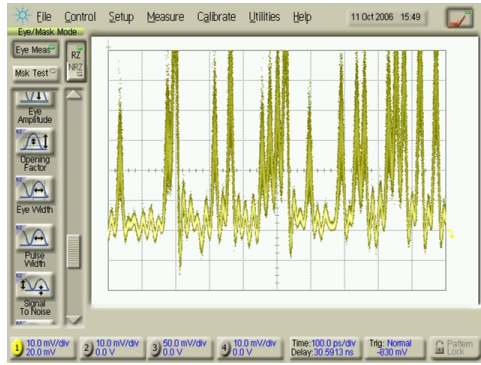 File Control Setup Measure Calibrate Utilities Help 11 Oct 2006 15:49
Eye/Mask Mode
Eye Meas
RZ
NRZ
Msk Test
Eye
Amplitude
Opening
Factor
Eye Width
Pulse
Width
Signal
To Noise
1 10.0 mV/div 20.0 mV
2 10.0 mV/div 0.0 V
3 50.0 mV/div 0.0 V
4 10.0 mV/div 0.0 V
Time:100.0 ps/div
Delay:30.5913 ns
Trig: Normal
-830 mV
Pattern
Lock